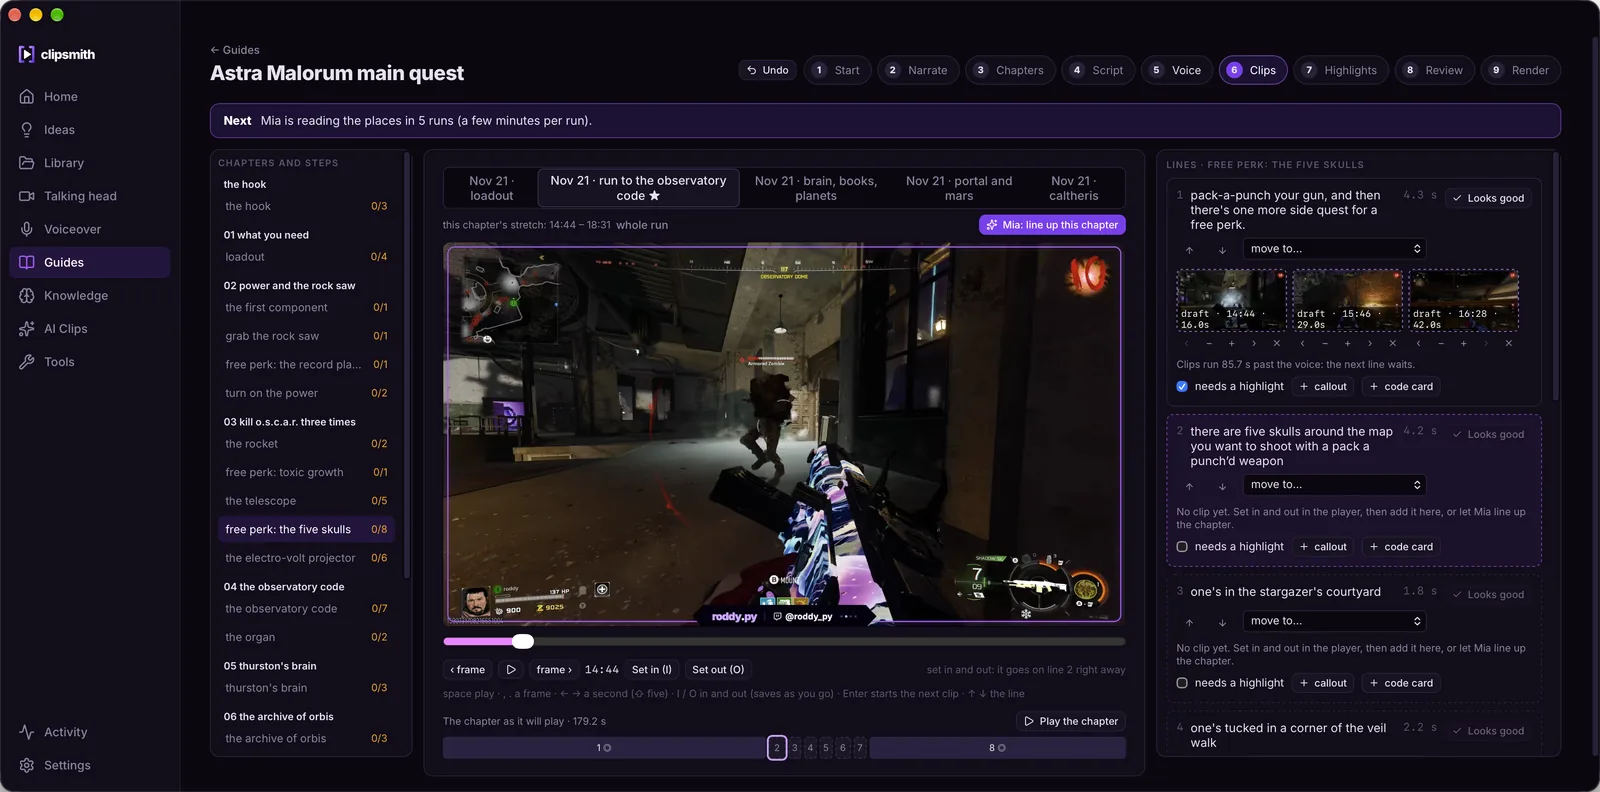 clipsmith
Home
Ideas
Library
Talking head
Voiceover
Guides
Knowledge
AI Clips
Tools
Activity
Settings
← Guides
Astra Malorum main quest
Undo
1 Start
2 Narrate
3 Chapters
4 Script
5 Voice
6 Clips
7 Highlights
8 Review
9 Render
Next Mia is reading the places in 5 runs (a few minutes per run).
CHAPTERS AND STEPS
the hook
the hook 0/3
01 what you need
loadout 0/4
02 power and the rock saw
the first component 0/1
grab the rock saw 0/1
free perk: the record pla... 0/1
turn on the power 0/2
03 kill o.s.c.a.r. three times
the rocket 0/2
free perk: toxic growth 0/1
the telescope 0/5
free perk: the five skulls 0/8
the electro-volt projector 0/6
04 the observatory code
the observatory code 0/7
the organ 0/2
05 thurston's brain
thurston's brain 0/3
06 the archive of orbis
the archive of orbis 0/3
Nov 21 ·
loadout
Nov 21 · run to the observatory
code ★
Nov 21 · brain, books,
planets
Nov 21 · portal and
mars
Nov 21 ·
caltheris
this chapter's stretch: 14:44 – 18:31 whole run
Mia: line up this chapter
117
OBSERVATORY DOME
Armored Zombie
MOUNT
roddy
137 HP
900
9025
SHADOW
7
09
roddy.py
@roddy_py
‹ frame
frame ›
14:44
Set in (I)
Set out (O)
set in and out: it goes on line 2 right away
space play · , . a frame · ← → a second (⇧ five) · I / O in and out (saves as you go) · Enter starts the next clip · ↑ ↓ the line
The chapter as it will play · 179.2 s
Play the chapter
1
2
3
4
5
6
7
8
LINES · FREE PERK: THE FIVE SKULLS
1 pack-a-punch your gun, and then 4.3 s ✓ Looks good
there's one more side quest for a
free perk.
↑ ↓ move to...
draft · 14:44 ·
16.0s
draft · 15:46 ·
29.0s
draft · 16:28 ·
42.0s
‹ − + › ×
‹ − + › ×
‹ − + › ×
Clips run 85.7 s past the voice: the next line waits.
needs a highlight + callout + code card
2 there are five skulls around the map 4.2 s ✓ Looks good
you want to shoot with a pack a
punch'd weapon
↑ ↓ move to...
No clip yet. Set in and out in the player, then add it here, or let Mia line up
the chapter.
needs a highlight + callout + code card
3 one's in the stargazer's courtyard 1.8 s ✓ Looks good
↑ ↓ move to...
No clip yet. Set in and out in the player, then add it here, or let Mia line up
the chapter.
needs a highlight + callout + code card
4 one's tucked in a corner of the veil 2.2 s ✓ Looks good
walk